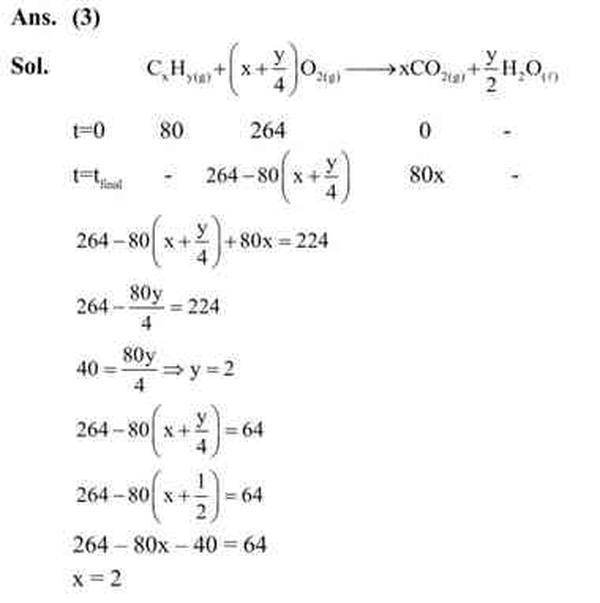 Ans. (3)
Sol. CxHy(g) + (x + y/4) O2(g) ⟶ xCO2(g) + y/2 H2O(ℓ)
t=0 80 264 0 -
t=tfinal - 264 – 80(x + y/4) 80x -
264 – 80(x + y/4) + 80x = 224
264 – 80y/4 = 224
40 = 80y/4 ⇒ y = 2
264 – 80(x + y/4) = 64
264 – 80(x + 1/2) = 64
264 – 80x – 40 = 64
x = 2